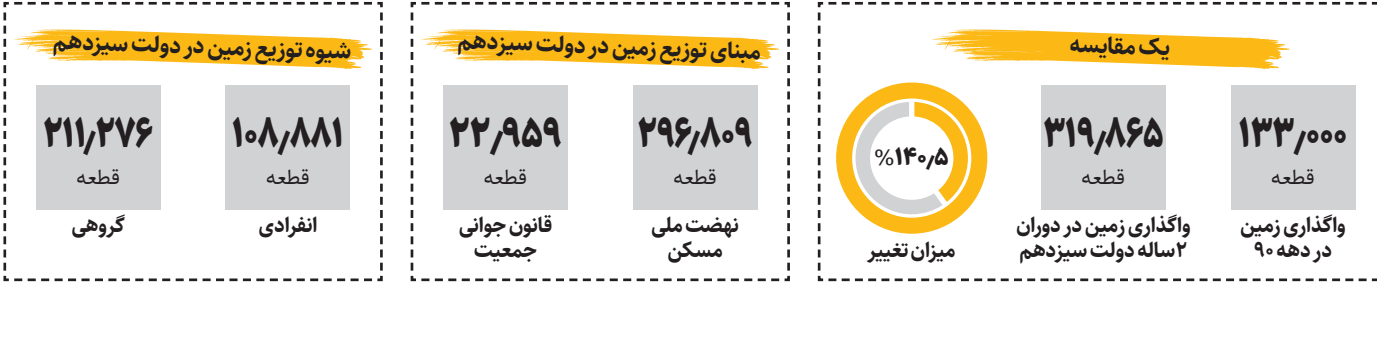 یک مقایسه
۱۳۳٫۰۰۰
قطعه
واگذاری زمین
در دهه ۹۰
۳۱۹٫۸۶۵
قطعه
واگذاری زمین در دوران
۲ساله دولت سیزدهم
%۱۴۰٫۵
میزان تغییر
مبنای توزیع زمین در دولت سیزدهم
۲۹۶٫۸۰۹
قطعه
نهضت ملی
مسکن
۲۲٫۹۵۹
قطعه
قانون جوانی
جمعیت
شیوه توزیع زمین در دولت سیزدهم
۱۰۸٫۸۸۱
قطعه
انفرادی
۲۱۱٫۲۷۶
قطعه
گروهی